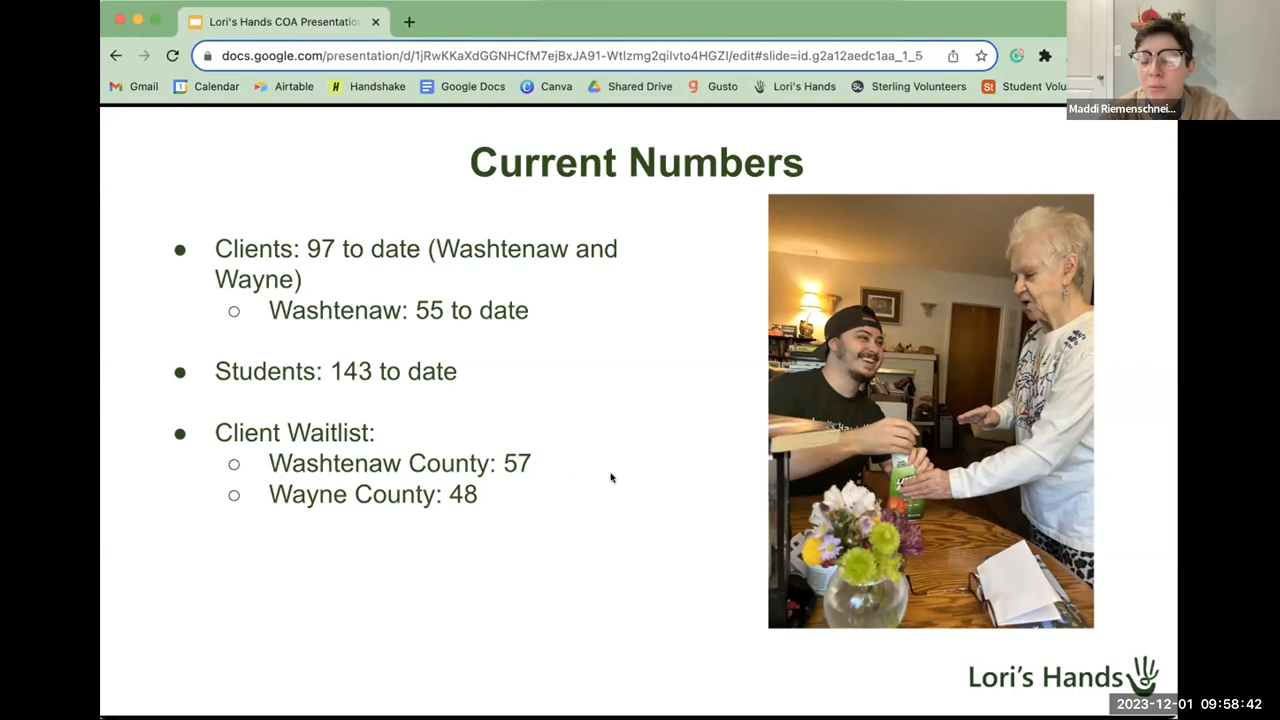 Lori's Hands COA Presentatio
docs.google.com/presentation/d/1jRwKKaXdGGNHCfM7ejBxJA91-Wtlzmg2qilvto4HGZI/edit#slide=id.g2a12aedc1aa_1_5
Gmail Calendar Airtable Handshake Google Docs Canva Shared Drive Gusto Lori's Hands Sterling Volunteers Student Volu
Maddi Riemenschnei...
Current Numbers
● Clients: 97 to date (Washtenaw and
Wayne)
○ Washtenaw: 55 to date
● Students: 143 to date
● Client Waitlist:
○ Washtenaw County: 57
○ Wayne County: 48
Lori's Hands
2023-12-01 09:58:42